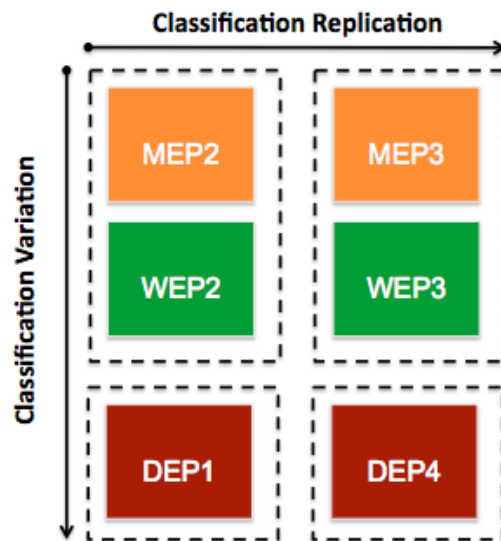 Classification Replication
Classification Variation
MEP2 MEP3
WEP2 WEP3
DEP1 DEP4